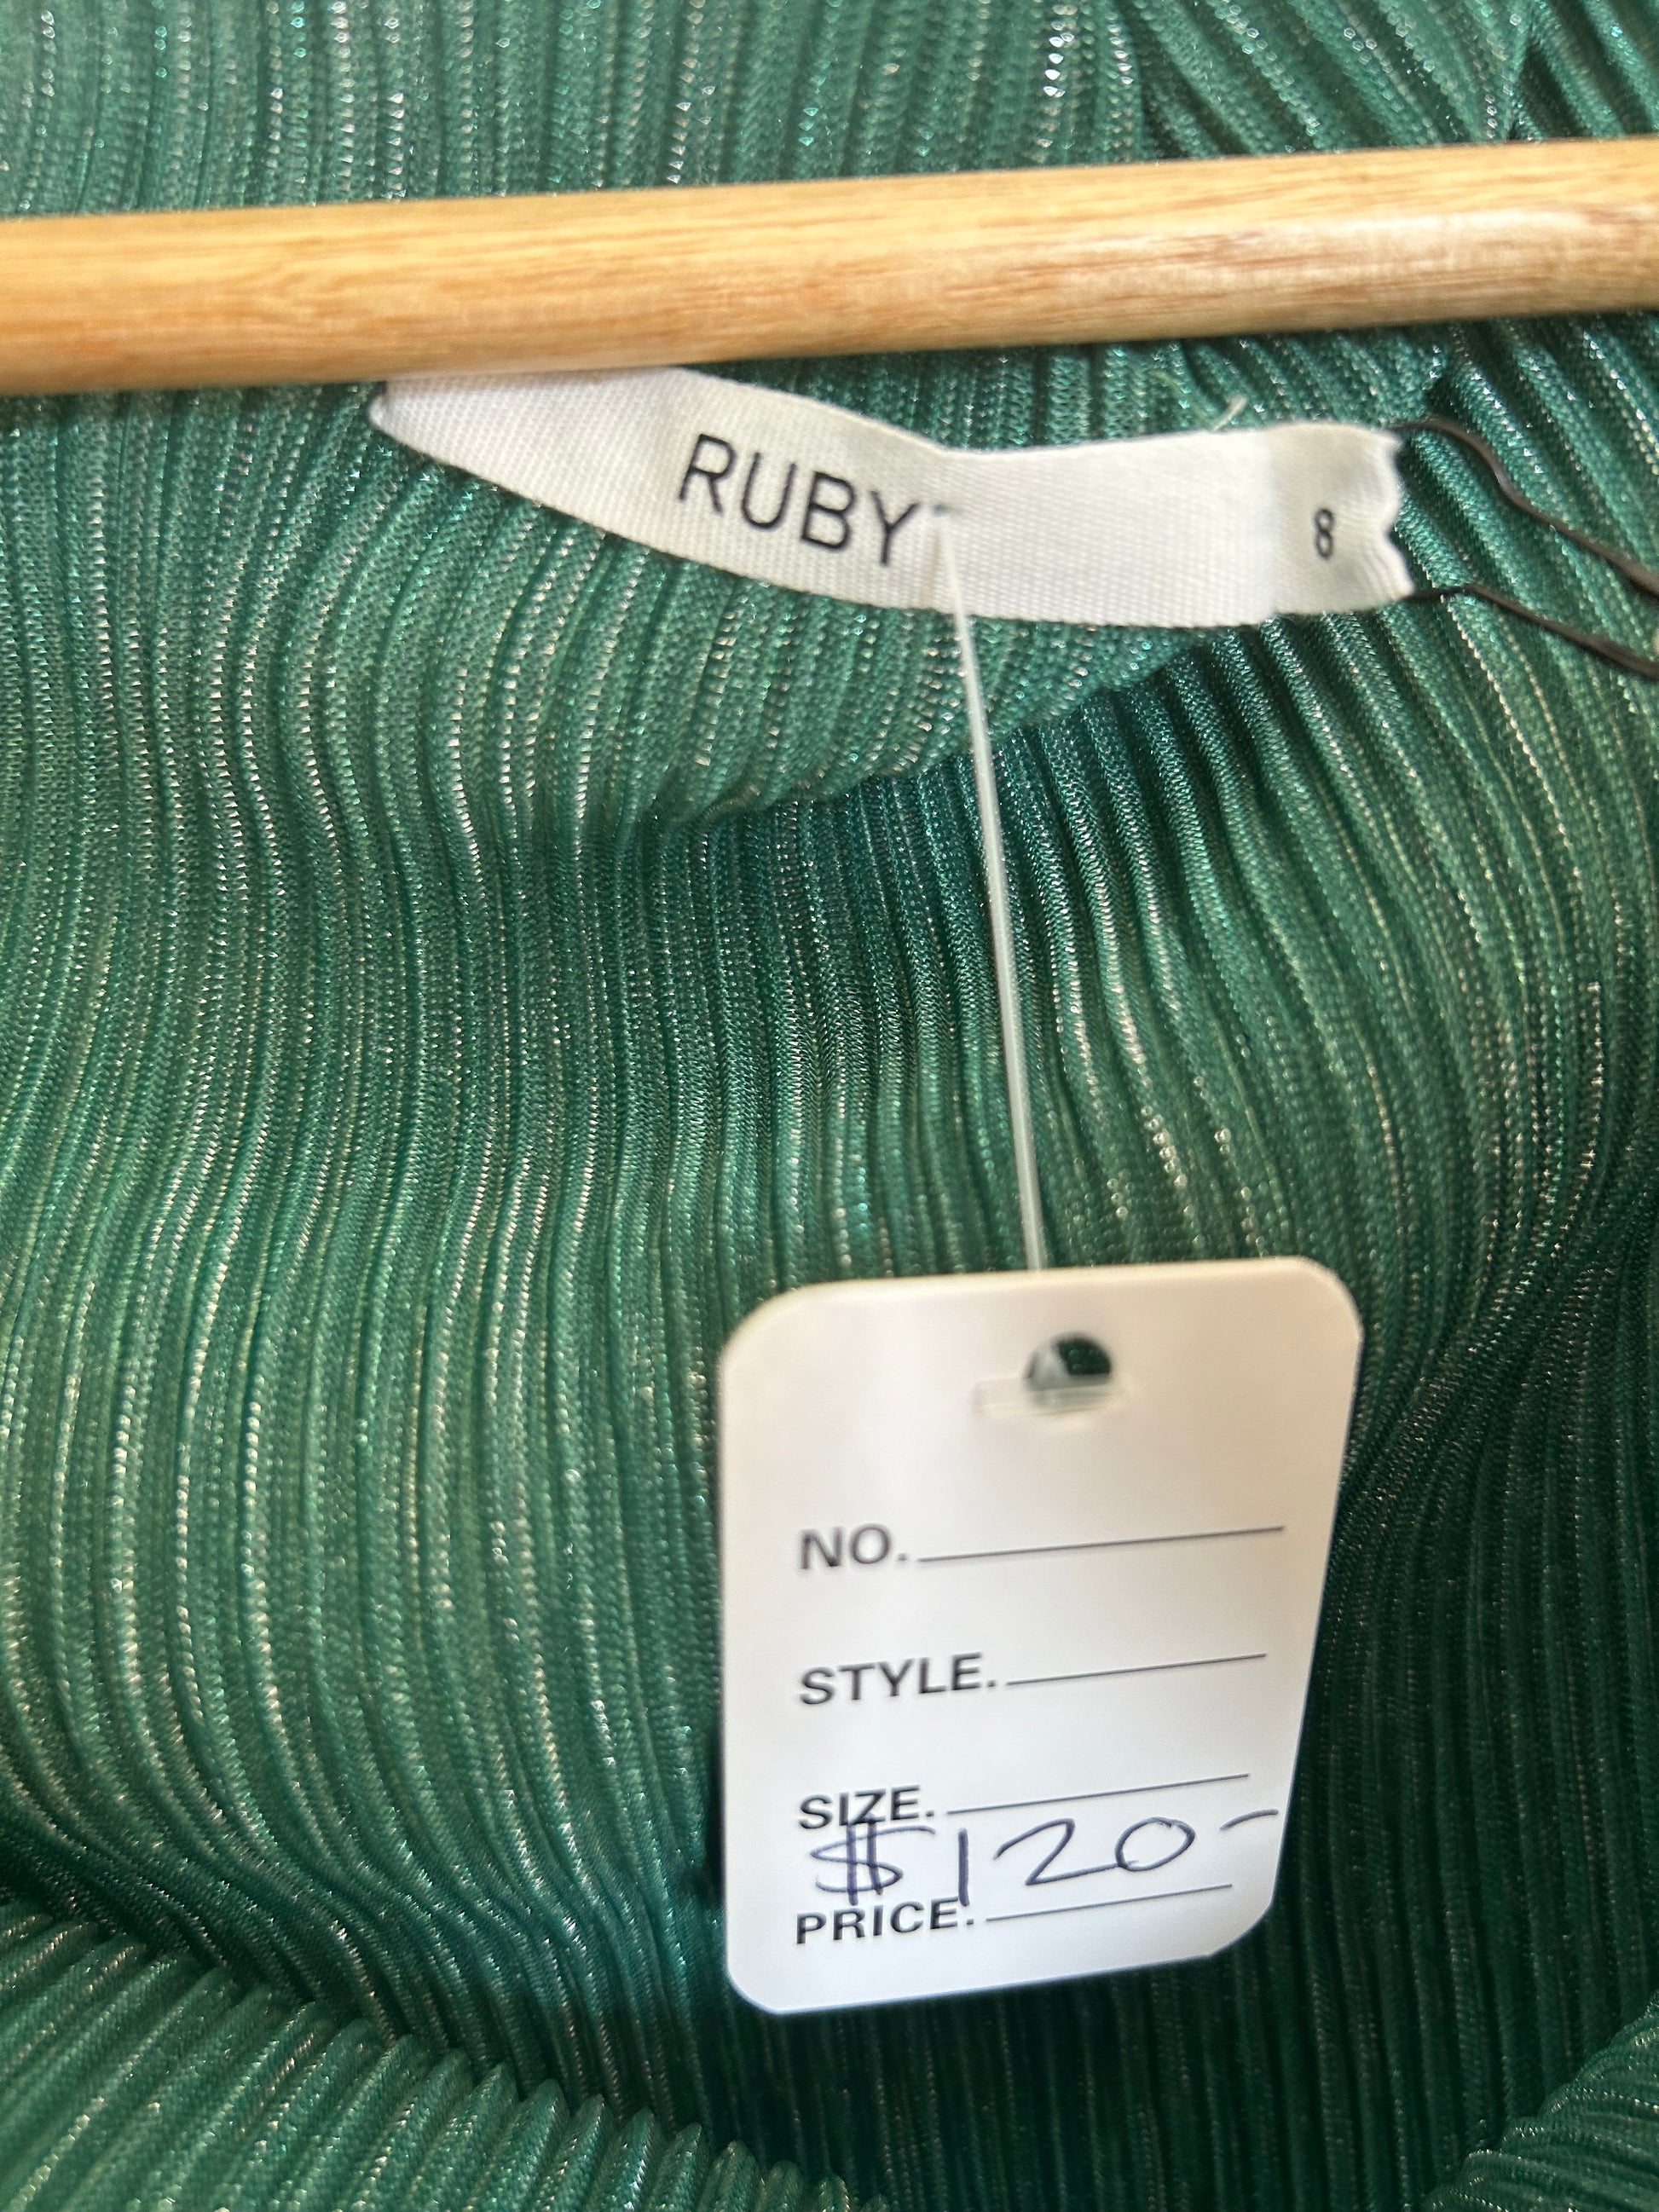 RUBY
8
NO.
STYLE.
SIZE.
$120-
PRICE.